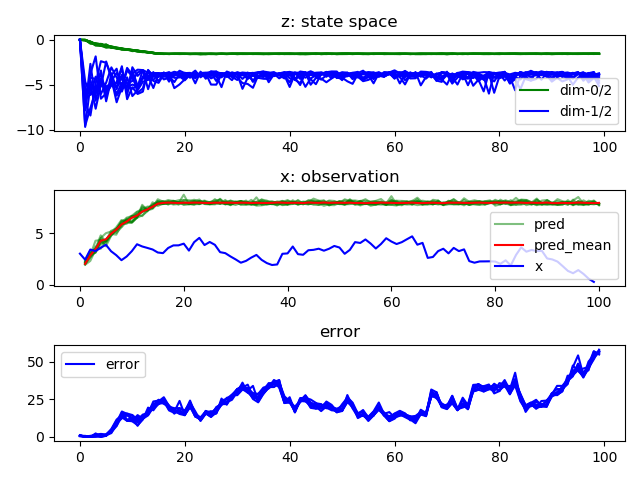 z: state space
0
−5
−10
dim-0/2
dim-1/2
0 20 40 60 80 100
x: observation
5
0
pred
pred_mean
x
0 20 40 60 80 100
error
50
25
0
error
0 20 40 60 80 100